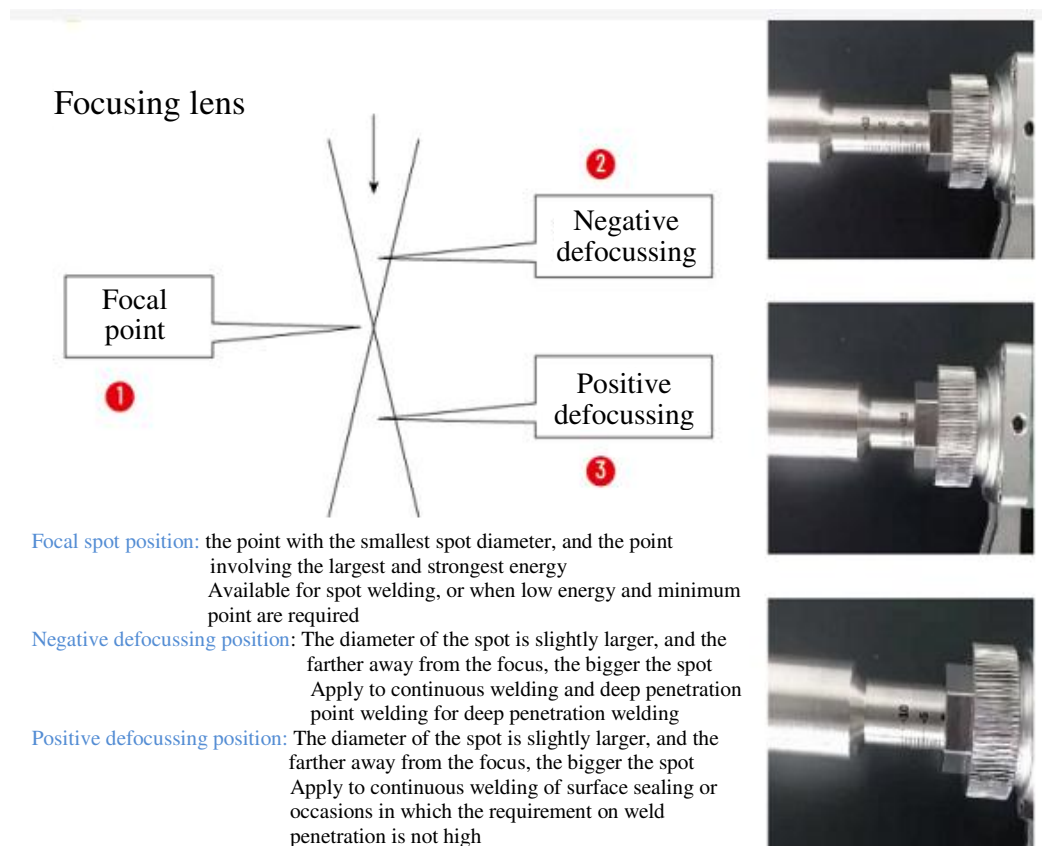 Focusing lens
2
Negative
defocussing
Focal
point
1
Positive
defocussing
3
Focal spot position: the point with the smallest spot diameter, and the point
involving the largest and strongest energy
Available for spot welding, or when low energy and minimum
point are required
Negative defocussing position: The diameter of the spot is slightly larger, and the
farther away from the focus, the bigger the spot
Apply to continuous welding and deep penetration
point welding for deep penetration welding
Positive defocussing position: The diameter of the spot is slightly larger, and the
farther away from the focus, the bigger the spot
Apply to continuous welding of surface sealing or
occasions in which the requirement on weld
penetration is not high